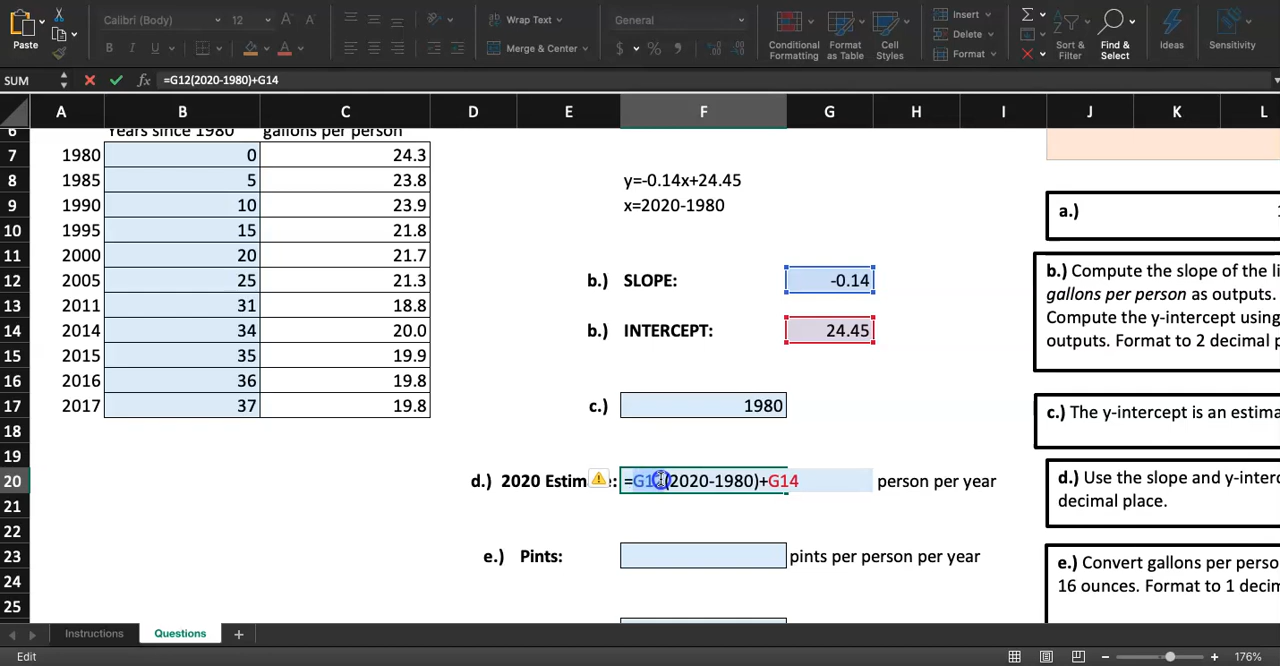 Calibri (Body) 12 A A Wrap Text General Insert
Paste B I U A Merge & Center $ % Conditional Formatting Format as Table Cell Styles Delete Format Sort & Filter Find & Select Ideas Sensitivity
SUM fx =G12(2020-1980)+G14
A B C D E F G H I J K L
6 Years since 1980 gallons per person
7 1980 0 24.3
8 1985 5 23.8 y=-0.14x+24.45
9 1990 10 23.9 x=2020-1980 a.)
10 1995 15 21.8
11 2000 20 21.7 b.) Compute the slope of the li
12 2005 25 21.3 b.) SLOPE: -0.14 gallons per person as outputs.
13 2011 31 18.8 Compute the y-intercept using
14 2014 34 20.0 b.) INTERCEPT: 24.45 outputs. Format to 2 decimal p
15 2015 35 19.9
16 2016 36 19.8
17 2017 37 19.8 c.) 1980 c.) The y-intercept is an estima
18
19
20 d.) 2020 Estim : =G12(2020-1980)+G14 person per year d.) Use the slope and y-interc
21 decimal place.
22
23 e.) Pints: pints per person per year e.) Convert gallons per perso
24 16 ounces. Format to 1 decim
25
Instructions Questions +
Edit 176%